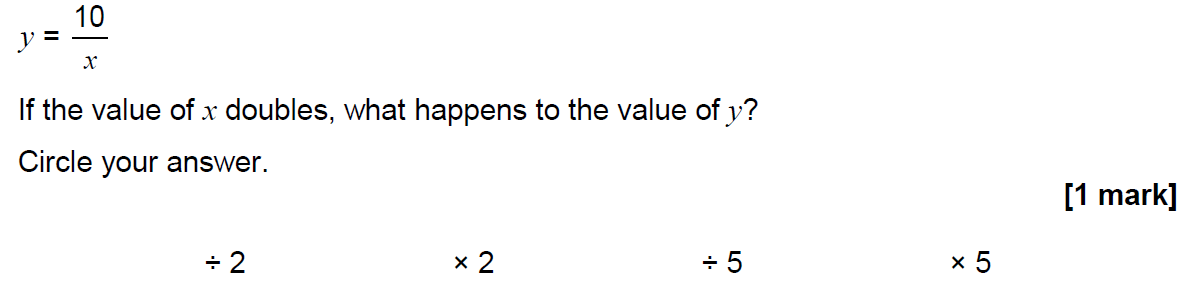 y = 10/x
If the value of x doubles, what happens to the value of y?
Circle your answer.
[1 mark]
÷ 2 × 2 ÷ 5 × 5